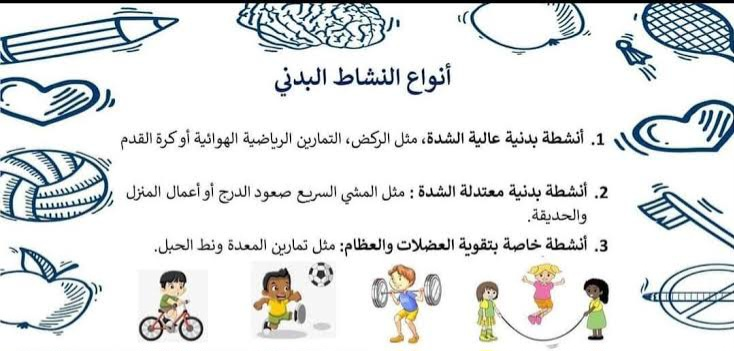 أنواع النشاط البدني
1. أنشطة بدنية عالية الشدة، مثل الركض، التمارين الرياضية الهوائية أو كرة القدم
2. أنشطة بدنية معتدلة الشدة : مثل المشي السريع صعود الدرج أو أعمال المنزل
والحديقة.
3. أنشطة خاصة بتقوية العضلات والعظام: مثل تمارين المعدة ونط الحبل.